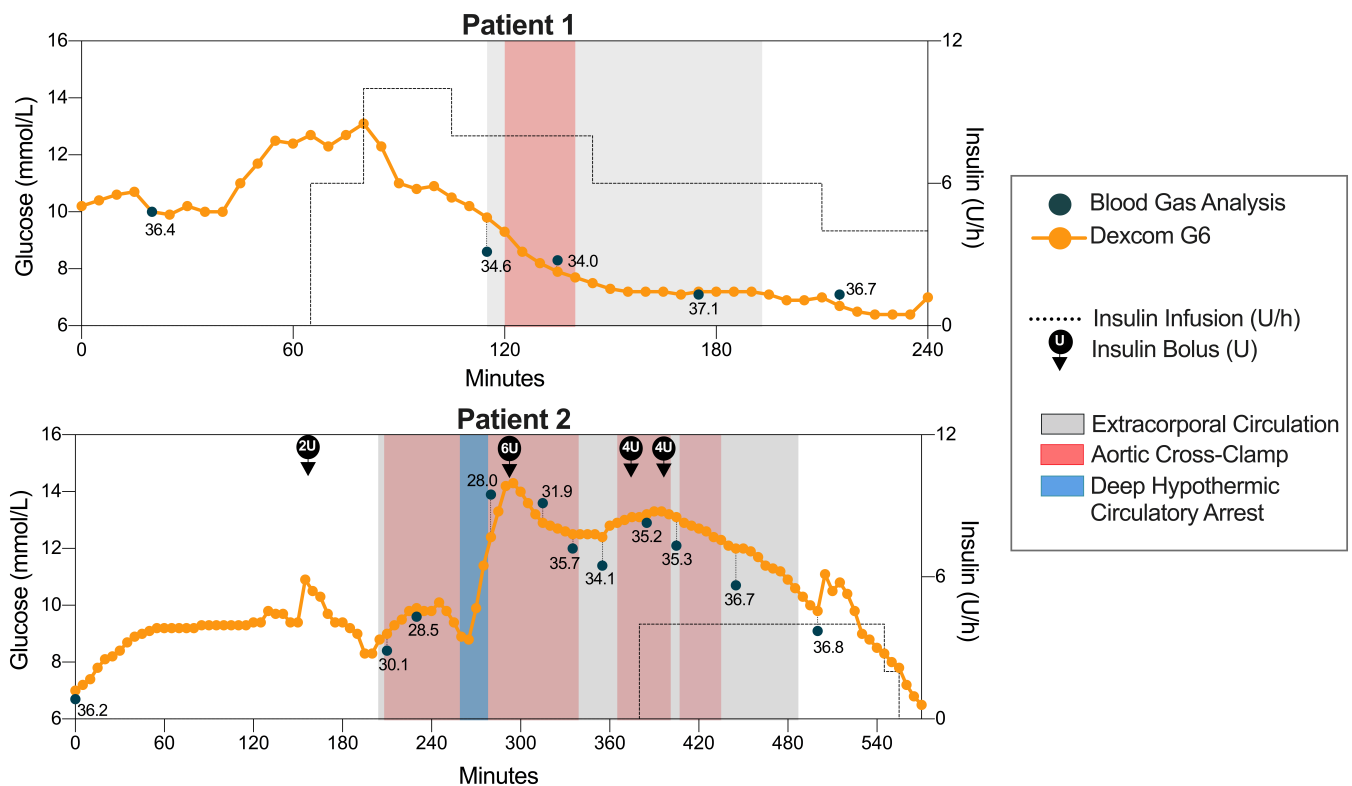 Patient 1
16
14
12
10
8
6
Glucose (mmol/L)
12
6
0
Insulin (U/h)
36.4
34.6
34.0
37.1
36.7
0
60
120
180
240
Minutes
Patient 2
16
14
12
10
8
6
Glucose (mmol/L)
12
6
0
Insulin (U/h)
2U
6U
4U
4U
36.2
30.1
28.5
28.0
31.9
35.7
34.1
35.2
35.3
36.7
36.8
0
60
120
180
240
300
360
420
480
540
Minutes
Blood Gas Analysis
Dexcom G6
Insulin Infusion (U/h)
U
Insulin Bolus (U)
Extracorporal Circulation
Aortic Cross-Clamp
Deep Hypothermic
Circulatory Arrest